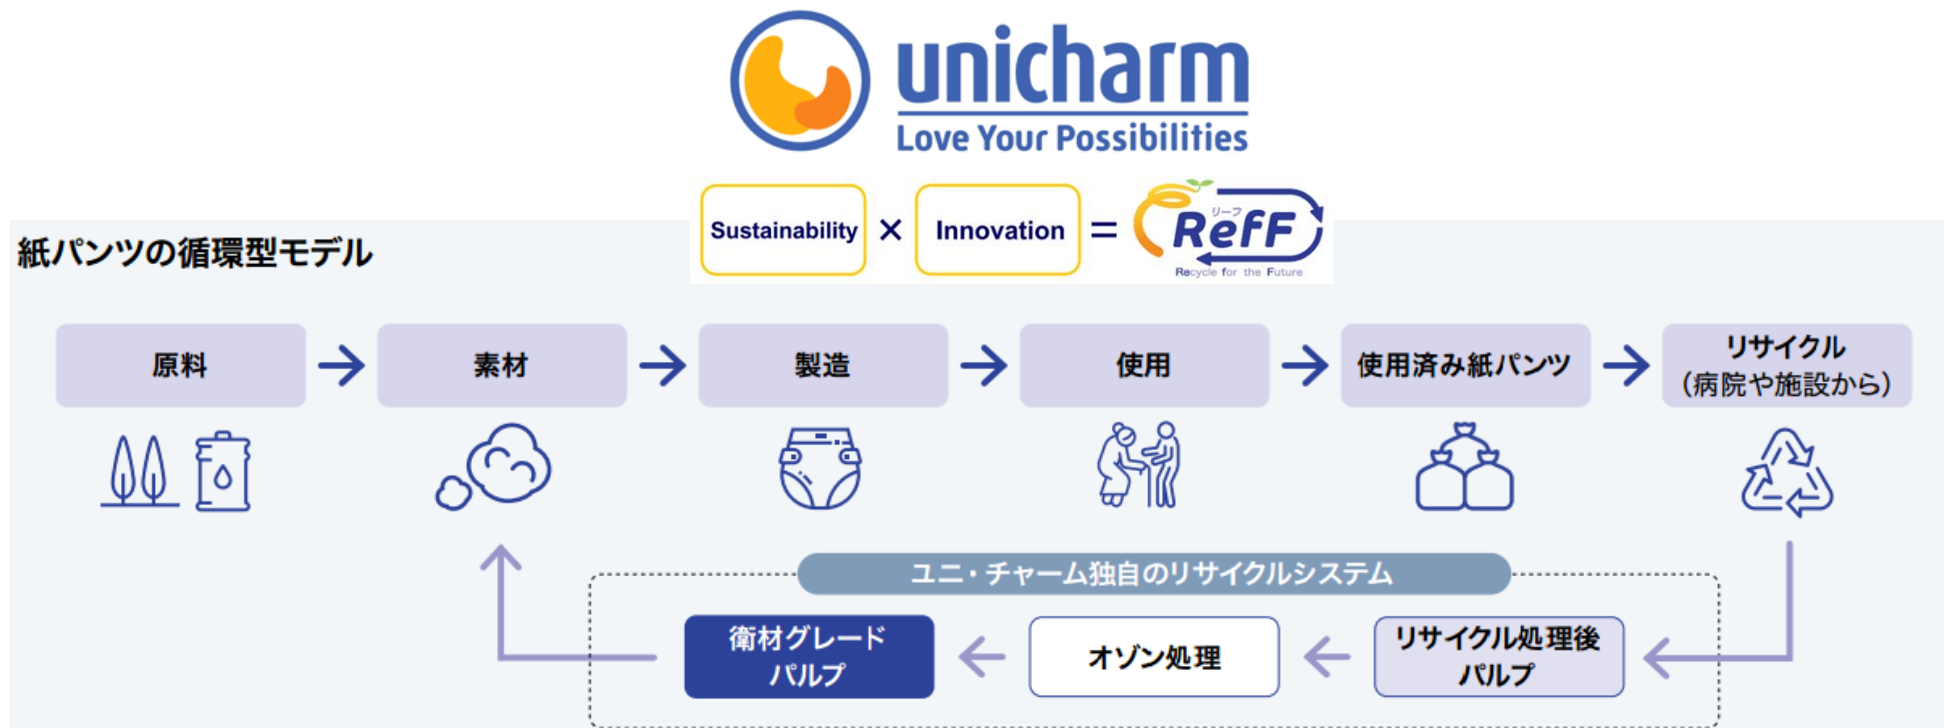 unicharm
Love Your Possibilities
Sustainability × Innovation = リーフ RefF
Recycle for the Future
紙パンツの循環型モデル
原料
素材
製造
使用
使用済み紙パンツ
リサイクル
(病院や施設から)
ユニ・チャーム独自のリサイクルシステム
衛材グレード
パルプ
オゾン処理
リサイクル処理後
パルプ